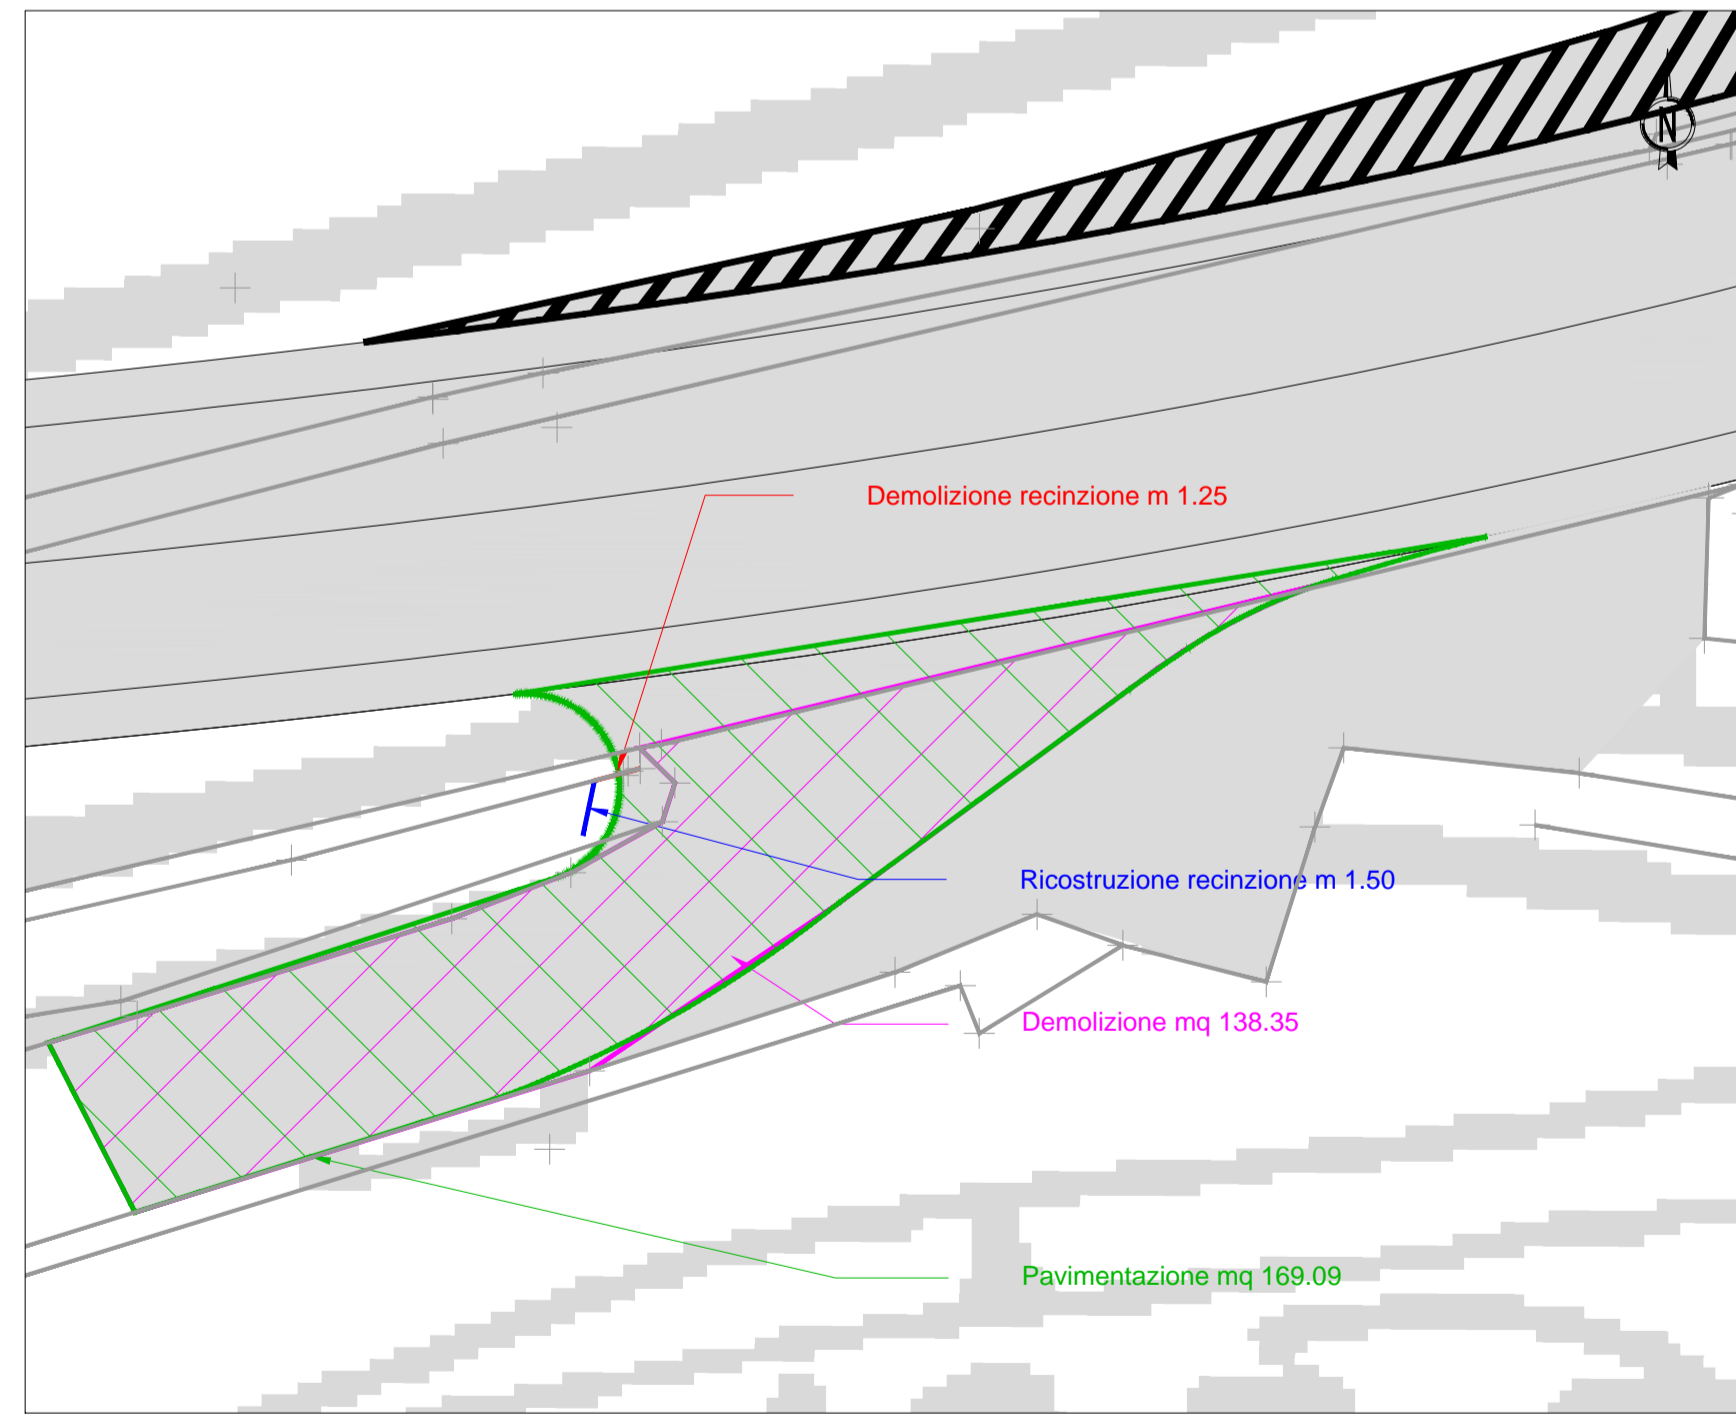 N
Demolizione recinzione m 1.25
Ricostruzione recinzione m 1.50
Demolizione mq 138.35
Pavimentazione mq 169.09